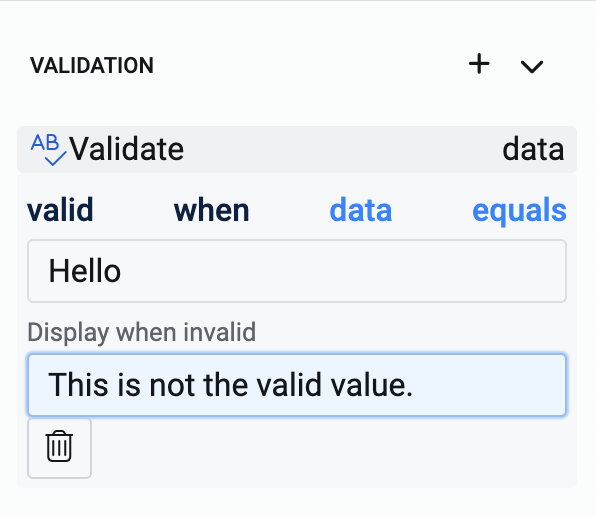 VALIDATION
AB Validate data
valid when data equals
Hello
Display when invalid
This is not the valid value.